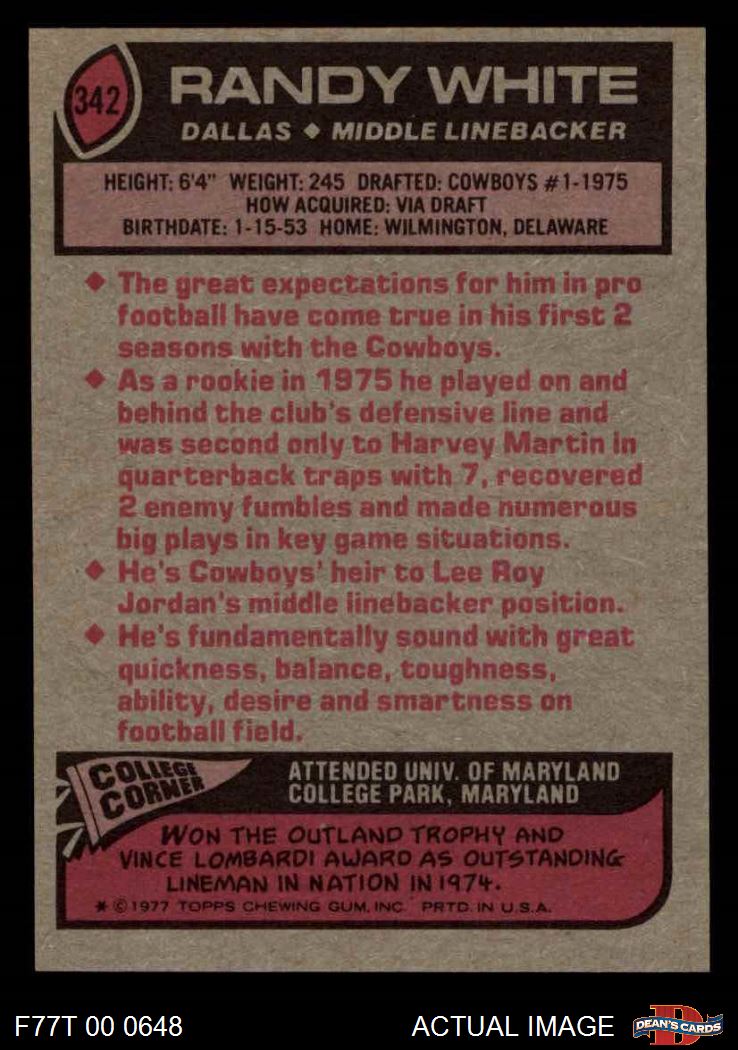 342
RANDY WHITE
DALLAS ◆ MIDDLE LINEBACKER
HEIGHT: 6'4" WEIGHT: 245 DRAFTED: COWBOYS #1-1975
HOW ACQUIRED: VIA DRAFT
BIRTHDATE: 1-15-53 HOME: WILMINGTON, DELAWARE
◆ The great expectations for him in pro
football have come true in his first 2
seasons with the Cowboys.
◆ As a rookie in 1975 he played on and
behind the club's defensive line and
was second only to Harvey Martin in
quarterback traps with 7, recovered
2 enemy fumbles and made numerous
big plays in key game situations.
◆ He's Cowboys' heir to Lee Roy
Jordan's middle linebacker position.
◆ He's fundamentally sound with great
quickness, balance, toughness,
ability, desire and smartness on
football field.
COLLEGE
CORNER
ATTENDED UNIV. OF MARYLAND
COLLEGE PARK, MARYLAND
WON THE OUTLAND TROPHY AND
VINCE LOMBARDI AWARD AS OUTSTANDING
LINEMAN IN NATION IN 1974.
* © 1977 TOPPS CHEWING GUM, INC. PRTD. IN U.S.A.
F77T 00 0648
ACTUAL IMAGE
D
DEAN'S CARDS